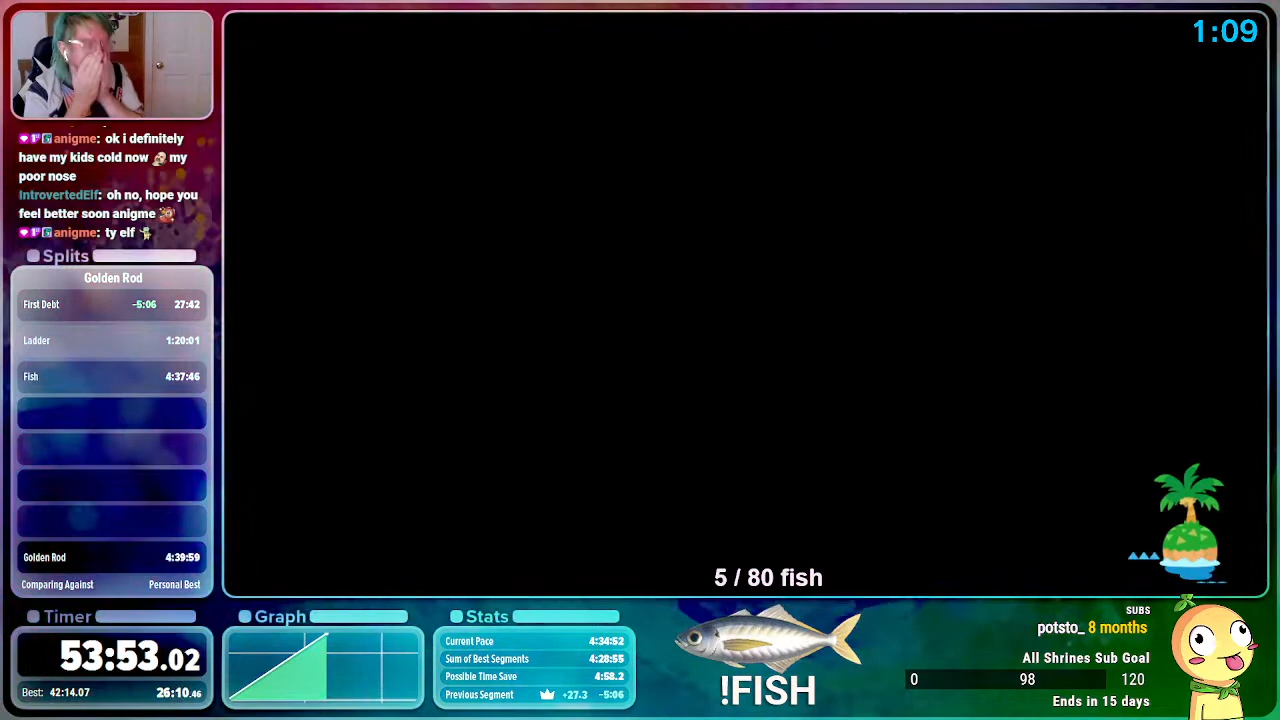 1:09
anigme: ok i definitely
have my kids cold now my
poor nose
IntrovertedElf: oh no, hope you
feel better soon anigme
anigme: ty elf
Splits
Golden Rod
First Debt -5:06 27:42
Ladder 1:20:01
Fish 4:37:46
Golden Rod 4:39:59
Comparing Against Personal Best
5 / 80 fish
Timer
53:53.02
Best: 42:14.07 26:10.46
Graph
Stats
Current Pace 4:34:52
Sum of Best Segments 4:28:55
Possible Time Save 4:58.2
Previous Segment +27.3 -5:06
!FISH
SUBS
potsto_ 8 months
All Shrines Sub Goal
0 98 120
Ends in 15 days